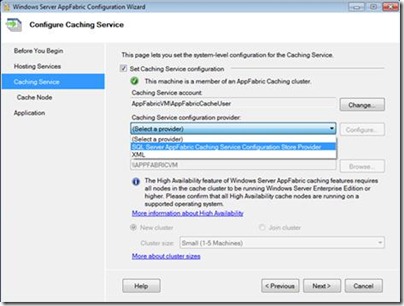 Windows Server AppFabric Configuration Wizard
Configure Caching Service
Before You Begin
Hosting Services
Caching Service
Cache Node
Application
This page lets you set the system-level configuration for the Caching Service.
Set Caching Service configuration
This machine is a member of an AppFabric Caching cluster.
Caching Service account:
AppFabricVM\AppFabricCacheUser
Change...
Caching Service configuration provider:
(Select a provider)
Configure...
(Select a provider)
SQL Server AppFabric Caching Service Configuration Store Provider
XML
\\APPFABRICVM
Browse...
The High Availability feature of Windows Server AppFabric caching features requires
all nodes in the cache cluster to be running Windows Server Enterprise Edition or
higher. Please confirm that all High Availability cache nodes are running on a
supported operating system.
More information about High Availability
New cluster
Join cluster
Cluster size:
Small (1-5 Machines)
More about cluster sizes
Help
< Previous
Next >
Cancel